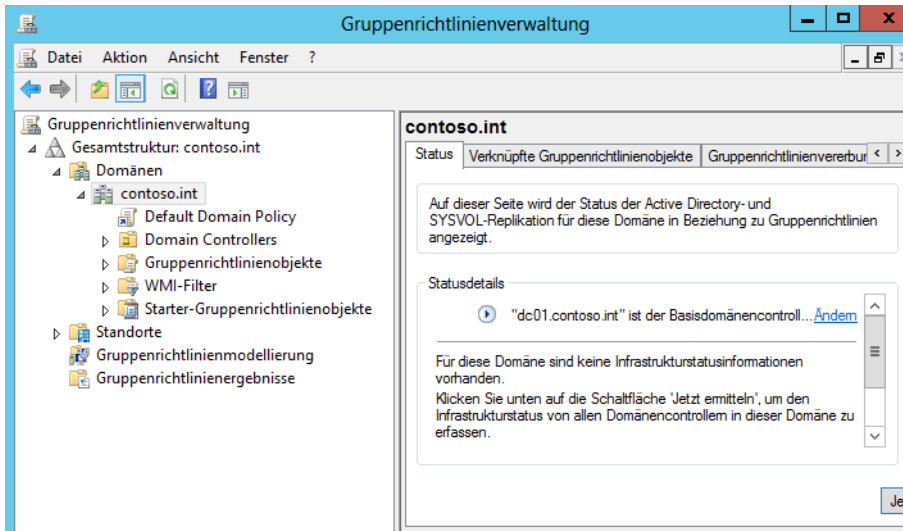 Gruppenrichtlinienverwaltung
Datei Aktion Ansicht Fenster ?
Gruppenrichtlinienverwaltung
Gesamtstruktur: contoso.int
Domänen
contoso.int
Default Domain Policy
Domain Controllers
Gruppenrichtlinienobjekte
WMI-Filter
Starter-Gruppenrichtlinienobjekte
Standorte
Gruppenrichtlinienmodellierung
Gruppenrichtlinienergebnisse
contoso.int
Status Verknüpfte Gruppenrichtlinienobjekte Gruppenrichtlinienvererbur
Auf dieser Seite wird der Status der Active Directory- und
SYSVOL-Replikation für diese Domäne in Beziehung zu Gruppenrichtlinien
angezeigt.
Statusdetails
"dc01.contoso.int" ist der Basisdomänencontroll... Ändern
Für diese Domäne sind keine Infrastrukturstatusinformationen
vorhanden.
Klicken Sie unten auf die Schaltfläche 'Jetzt ermitteln', um den
Infrastrukturstatus von allen Domänencontrollern in dieser Domäne zu
erfassen.
Je